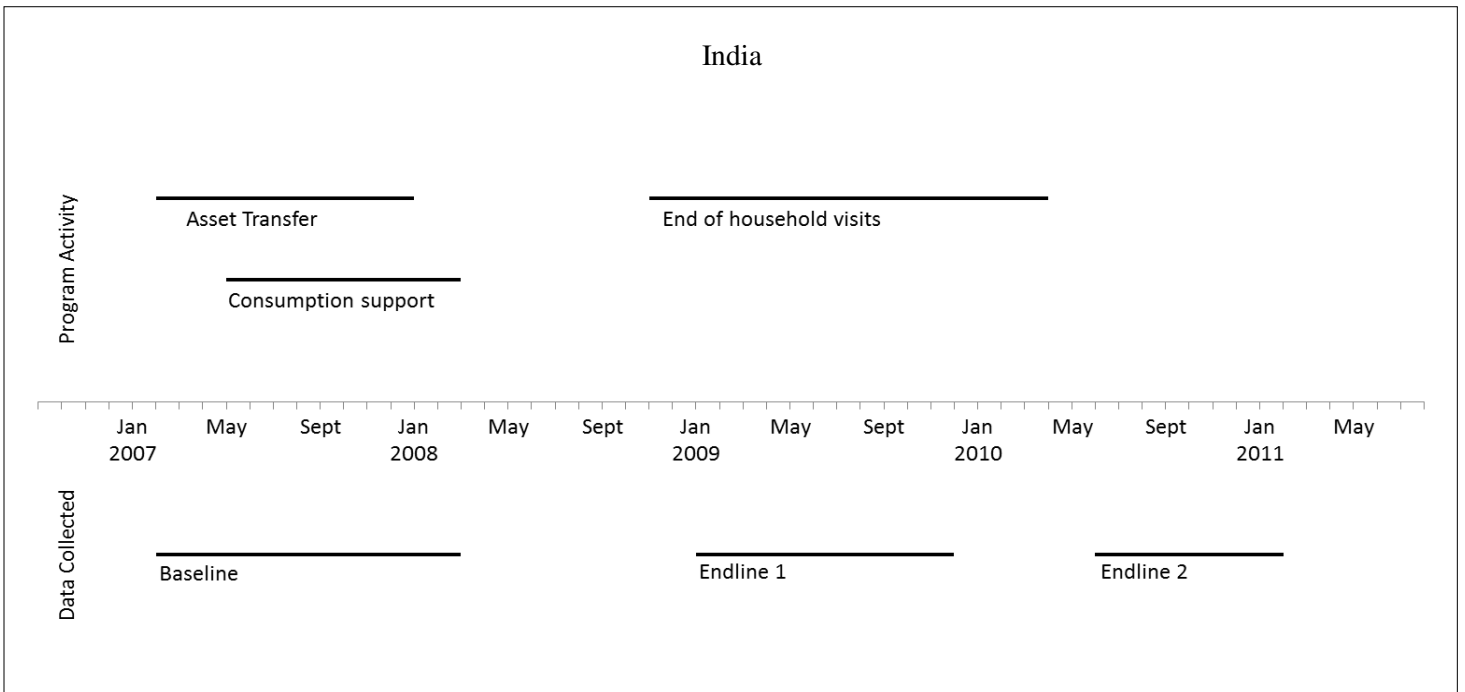 India
Program Activity
Asset Transfer
End of household visits
Consumption support
Jan May Sept Jan May Sept Jan May Sept Jan May Sept Jan May
2007 2008 2009 2010 2011
Data Collected
Baseline
Endline 1
Endline 2